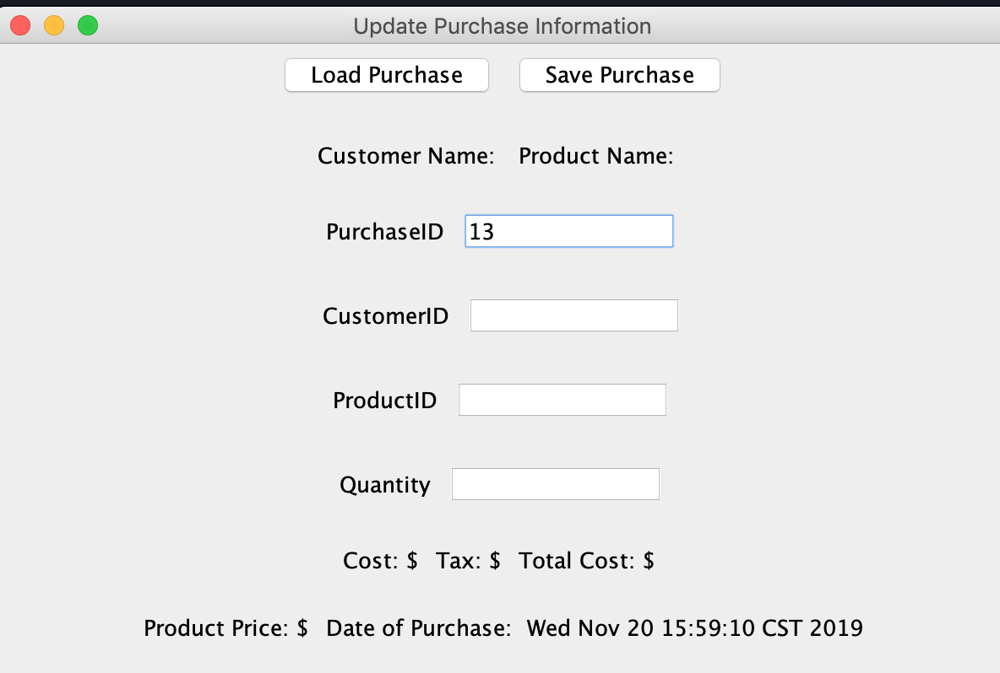 Update Purchase Information
Load Purchase Save Purchase
Customer Name: Product Name:
PurchaseID 13
CustomerID
ProductID
Quantity
Cost: $ Tax: $ Total Cost: $
Product Price: $ Date of Purchase: Wed Nov 20 15:59:10 CST 2019